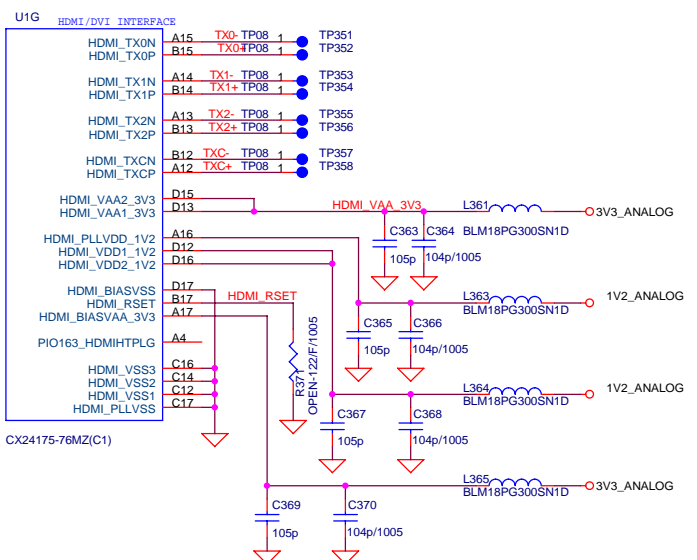 U1G HDMI/DVI INTERFACE
HDMI_TX0N A15 TX0- TP08 1 TP351
HDMI_TX0P B15 TX0+ TP08 1 TP352
HDMI_TX1N A14 TX1- TP08 1 TP353
HDMI_TX1P B14 TX1+ TP08 1 TP354
HDMI_TX2N A13 TX2- TP08 1 TP355
HDMI_TX2P B13 TX2+ TP08 1 TP356
HDMI_TXCN B12 TXC- TP08 1 TP357
HDMI_TXCP A12 TXC+ TP08 1 TP358
HDMI_VAA2_3V3 D15
HDMI_VAA1_3V3 D13 HDMI_VAA_3V3 L361 3V3_ANALOG
BLM18PG300SN1D
C363 C364
105p 104p/1005
HDMI_PLLVDD_1V2 A16
HDMI_VDD1_1V2 D12
HDMI_VDD2_1V2 D16
HDMI_BIASVSS D17
HDMI_RSET B17 HDMI_RSET
HDMI_BIASVAA_3V3 A17
L363 1V2_ANALOG
BLM18PG300SN1D
C365 C366
105p 104p/1005
PIO163_HDMIHTPLG A4
R371
OPEN-122/F/1005
HDMI_VSS3 C16
HDMI_VSS2 C14
HDMI_VSS1 C12
HDMI_PLLVSS C17
L364 1V2_ANALOG
BLM18PG300SN1D
C367 C368
105p 104p/1005
CX24175-76MZ(C1)
L365 3V3_ANALOG
BLM18PG300SN1D
C369 C370
105p 104p/1005